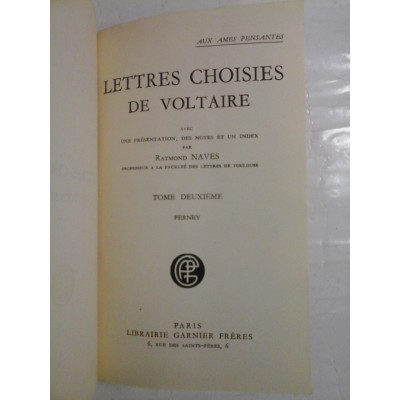 AUX AMES PENSANTES
LETTRES CHOISIES
DE VOLTAIRE
AVEC
UNE PRÉSENTATION, DES NOTES ET UN INDEX
PAR
RAYMOND NAVES
PROFESSEUR A LA FACULTÉ DES LETTRES DE TOULOUSE
TOME DEUXIÈME
FERNEY
PARIS
LIBRAIRIE GARNIER FRÈRES
6, RUE DES SAINTS-PÈRES, 6